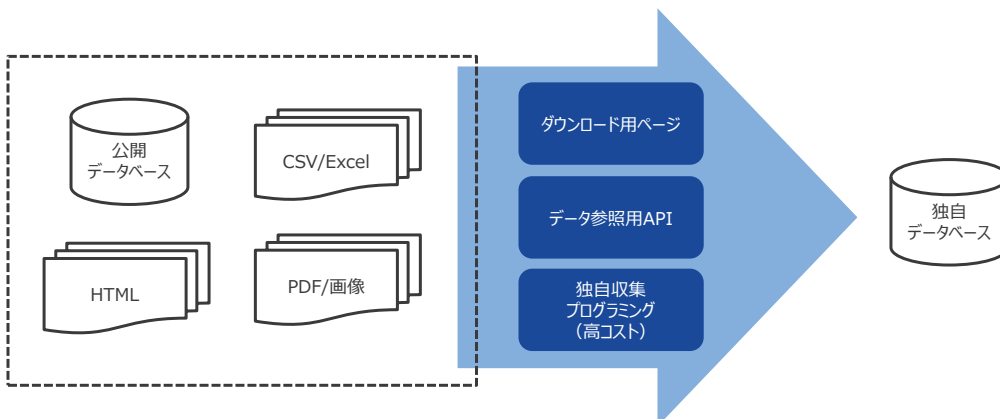 公開
データベース
CSV/Excel
HTML
PDF/画像
ダウンロード用ページ
データ参照用API
独自収集
プログラミング
（高コスト）
独自
データベース